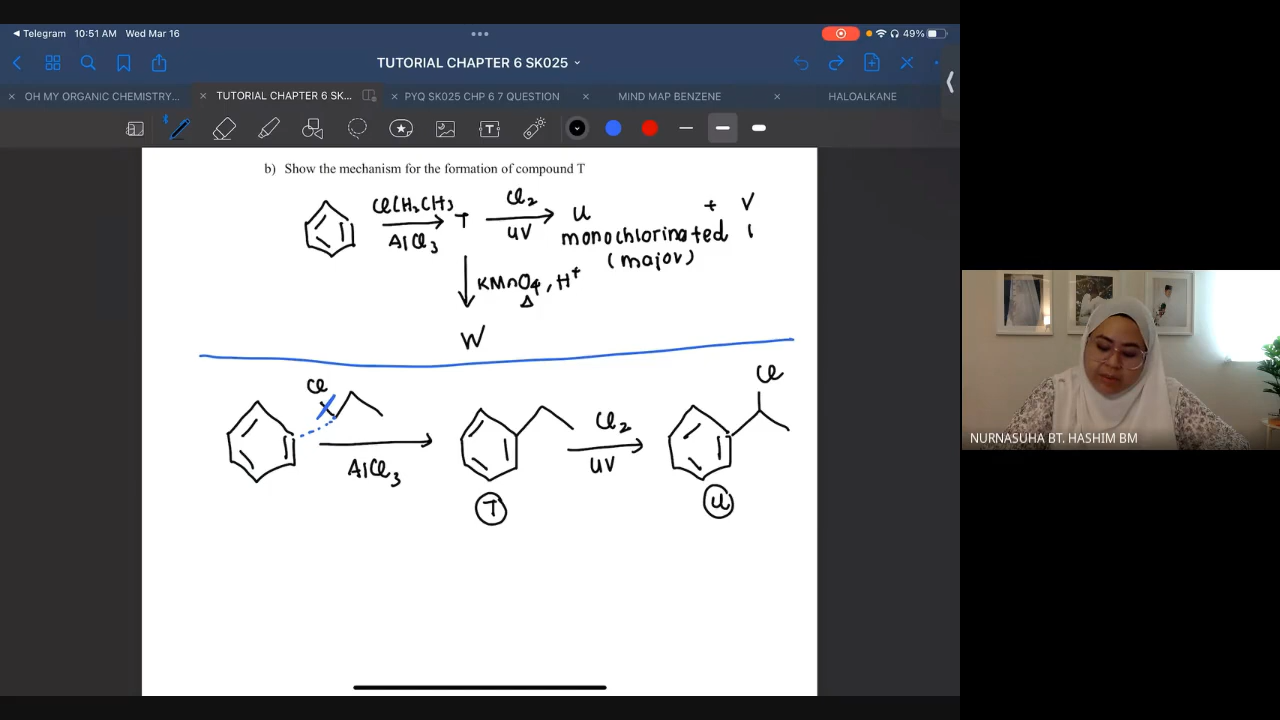 Telegram 10:51 AM Wed Mar 16
49%
TUTORIAL CHAPTER 6 SK025
OH MY ORGANIC CHEMISTRY...
TUTORIAL CHAPTER 6 SK...
PYQ SK025 CHP 6 7 QUESTION
MIND MAP BENZENE
HALOALKANE
b) Show the mechanism for the formation of compound T
ClCH2CH3 T Cl2 U + V
AlCl3 UV monochlorinated
(major)
KMnO4, H+
Δ
W
Cl
Cl
Cl2
AlCl3
UV
T
U
NURNASUHA BT. HASHIM BM